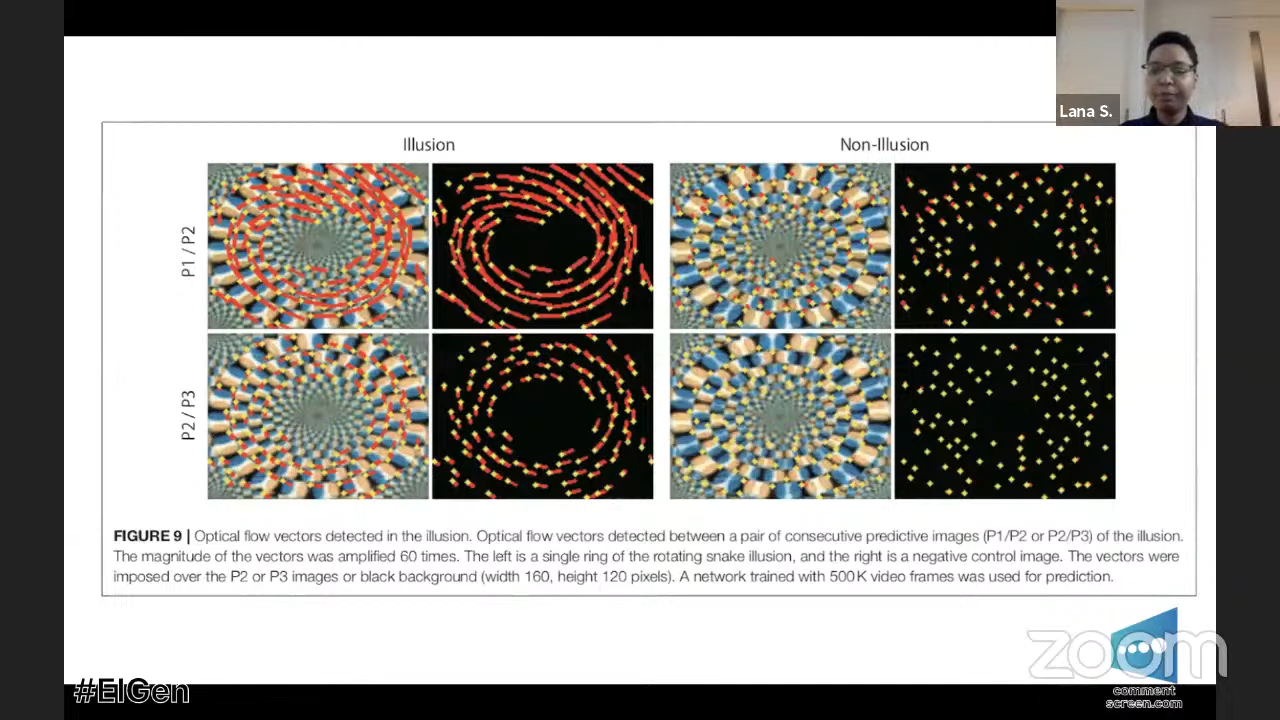 Lana S.
Illusion
Non-Illusion
P1 / P2
P2 / P3
FIGURE 9 | Optical flow vectors detected in the illusion. Optical flow vectors detected between a pair of consecutive predictive images (P1/P2 or P2/P3) of the illusion.
The magnitude of the vectors was amplified 60 times. The left is a single ring of the rotating snake illusion, and the right is a negative control image. The vectors were
imposed over the P2 or P3 images or black background (width 160, height 120 pixels). A network trained with 500K video frames was used for prediction.
zoom
#EIGen
comment
screen.com